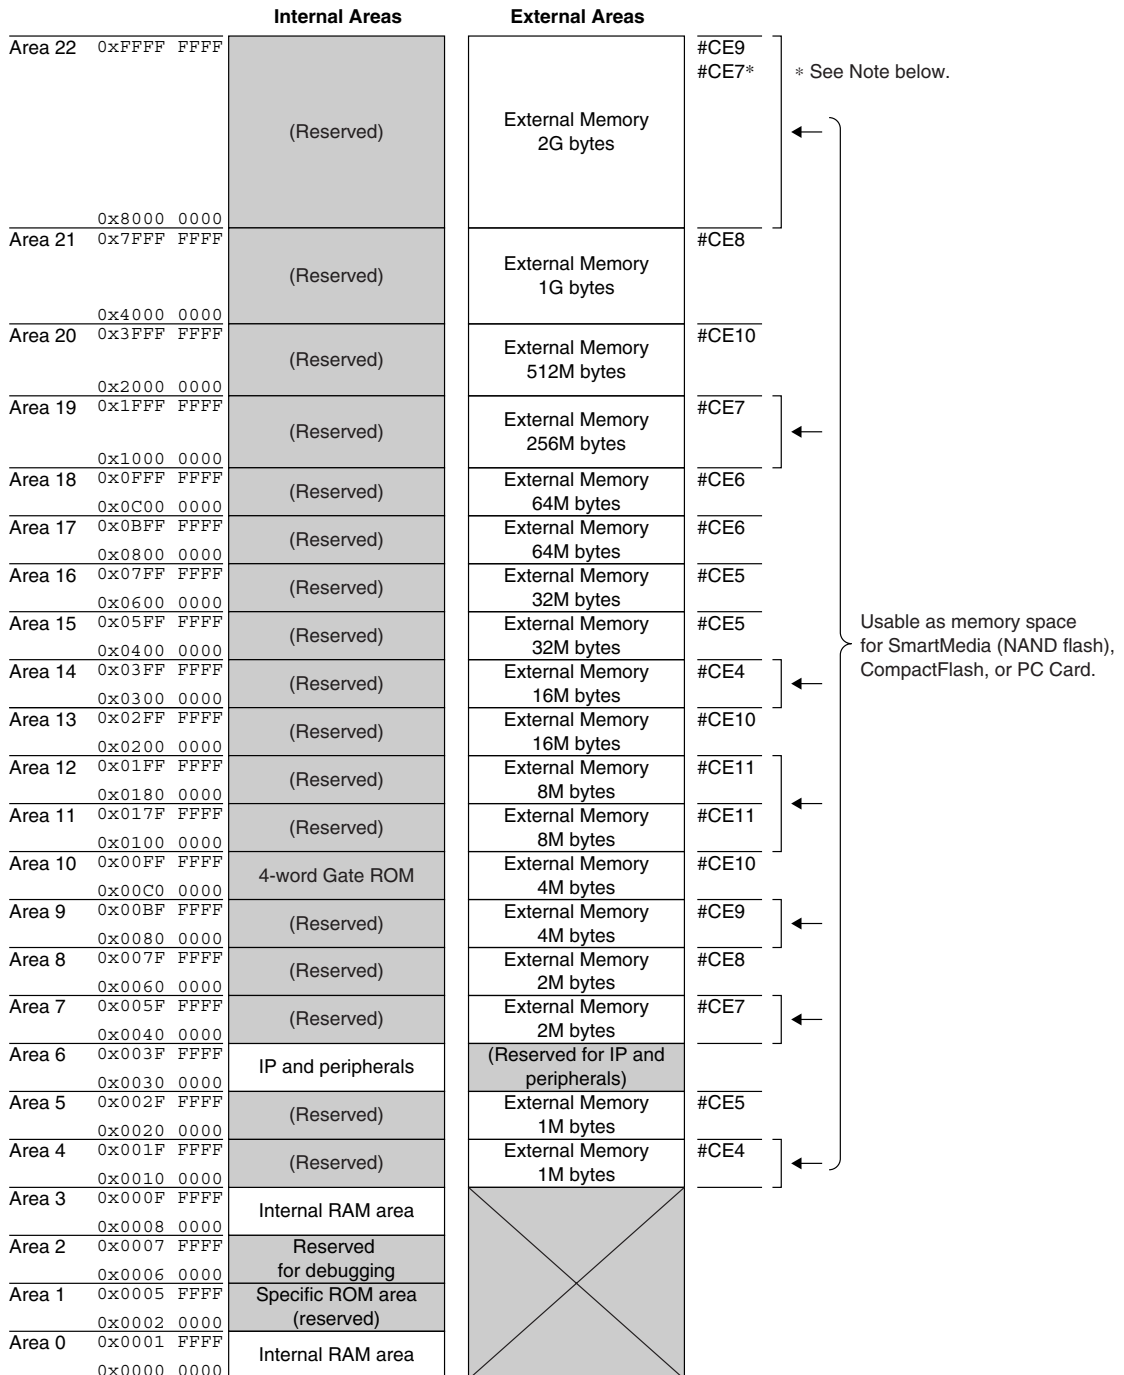 Internal Areas External Areas
Area 22 0xFFFF FFFF #CE9
#CE7* * See Note below.
(Reserved) External Memory
2G bytes
0x8000 0000
Area 21 0x7FFF FFFF #CE8
(Reserved) External Memory
1G bytes
0x4000 0000
Area 20 0x3FFF FFFF #CE10
(Reserved) External Memory
512M bytes
0x2000 0000
Area 19 0x1FFF FFFF #CE7
(Reserved) External Memory
256M bytes
0x1000 0000
Area 18 0x0FFF FFFF (Reserved) External Memory #CE6
0x0C00 0000 64M bytes
Area 17 0x0BFF FFFF (Reserved) External Memory #CE6
0x0800 0000 64M bytes
Area 16 0x07FF FFFF (Reserved) External Memory #CE5
0x0600 0000 32M bytes
Area 15 0x05FF FFFF (Reserved) External Memory #CE5
0x0400 0000 32M bytes
Usable as memory space
for SmartMedia (NAND flash),
CompactFlash, or PC Card.
Area 14 0x03FF FFFF (Reserved) External Memory #CE4
0x0300 0000 16M bytes
Area 13 0x02FF FFFF (Reserved) External Memory #CE10
0x0200 0000 16M bytes
Area 12 0x01FF FFFF (Reserved) External Memory #CE11
0x0180 0000 8M bytes
Area 11 0x017F FFFF (Reserved) External Memory #CE11
0x0100 0000 8M bytes
Area 10 0x00FF FFFF 4-word Gate ROM External Memory #CE10
0x00C0 0000 4M bytes
Area 9 0x00BF FFFF (Reserved) External Memory #CE9
0x0080 0000 4M bytes
Area 8 0x007F FFFF (Reserved) External Memory #CE8
0x0060 0000 2M bytes
Area 7 0x005F FFFF (Reserved) External Memory #CE7
0x0040 0000 2M bytes
Area 6 0x003F FFFF IP and peripherals (Reserved for IP and
0x0030 0000 peripherals)
Area 5 0x002F FFFF (Reserved) External Memory #CE5
0x0020 0000 1M bytes
Area 4 0x001F FFFF (Reserved) External Memory #CE4
0x0010 0000 1M bytes
Area 3 0x000F FFFF Internal RAM area
0x0008 0000
Area 2 0x0007 FFFF Reserved
0x0006 0000 for debugging
Area 1 0x0005 FFFF Specific ROM area
0x0002 0000 (reserved)
Area 0 0x0001 FFFF Internal RAM area
0x0000 0000